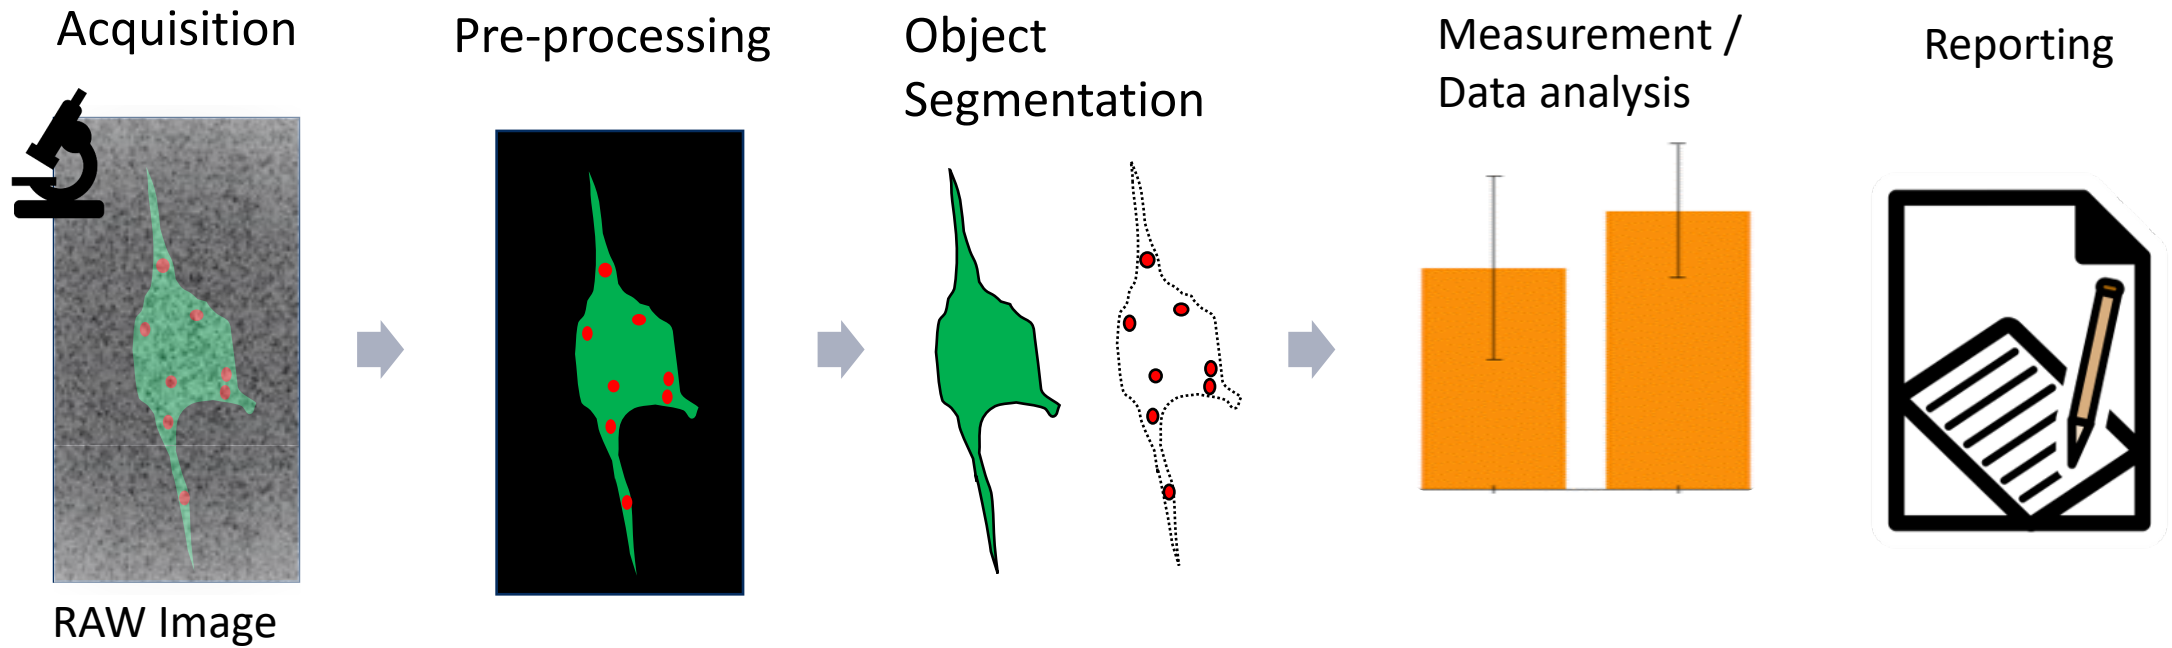 Acquisition
Pre-processing
Object
Segmentation
Measurement /
Data analysis
Reporting
RAW Image